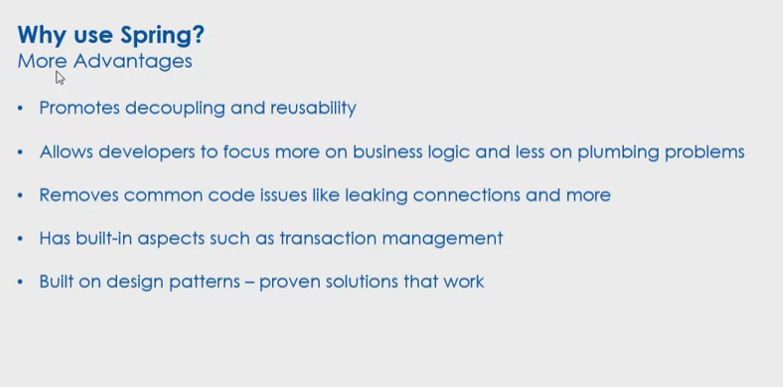 Why use Spring?
More Advantages
• Promotes decoupling and reusability
• Allows developers to focus more on business logic and less on plumbing problems
• Removes common code issues like leaking connections and more
• Has built-in aspects such as transaction management
• Built on design patterns – proven solutions that work